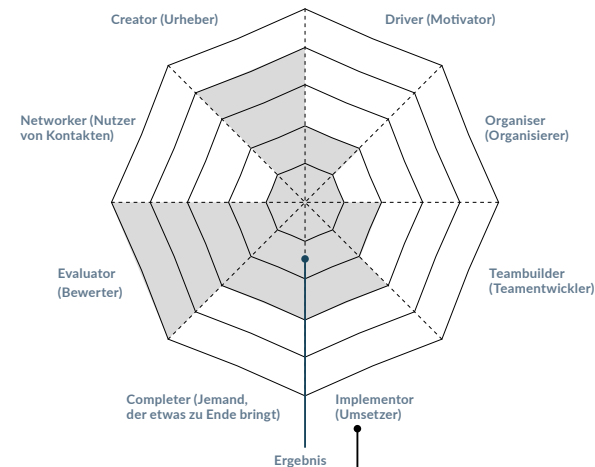 Creator (Urheber)
Driver (Motivator)
Networker (Nutzer
von Kontakten)
Organiser
(Organisierer)
Evaluator
(Bewerter)
Teambuilder
(Teamentwickler)
Completer (Jemand,
der etwas zu Ende bringt)
Implementor
(Umsetzer)
Ergebnis